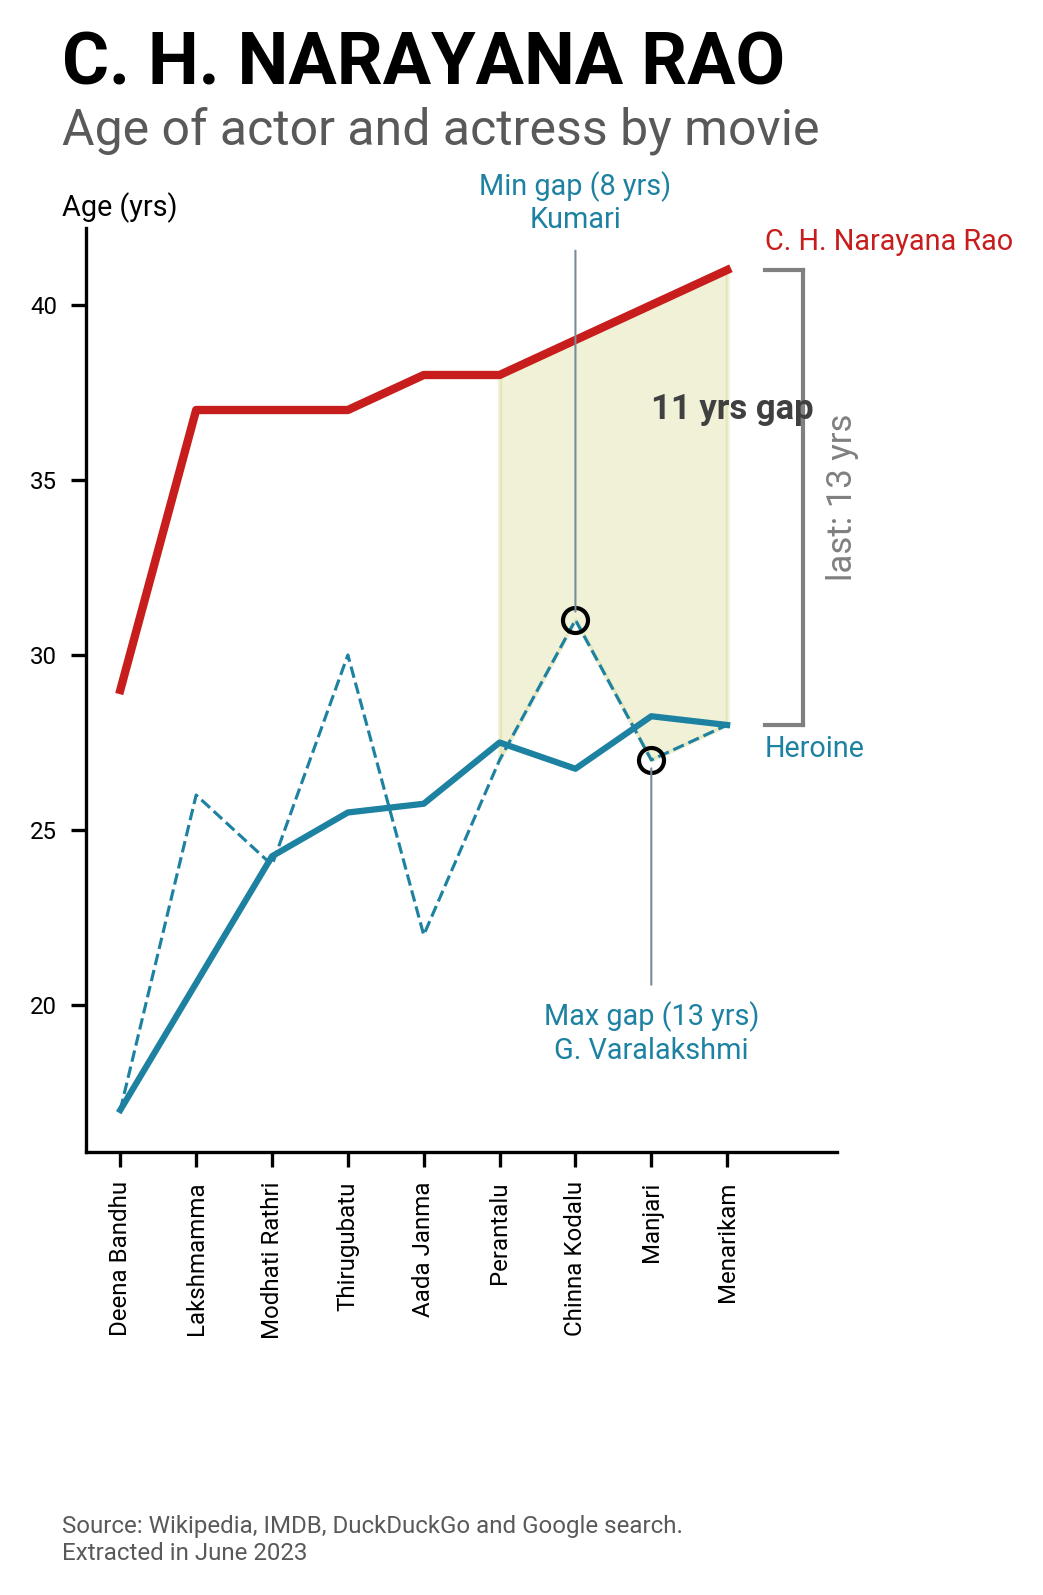 C. H. NARAYANA RAO
Age of actor and actress by movie
Min gap (8 yrs)
Kumari
Age (yrs)
C. H. Narayana Rao
40
35
30
25
20
11 yrs gap
last: 13 yrs
Heroine
Max gap (13 yrs)
G. Varalakshmi
Deena Bandhu
Lakshmamma
Modhati Rathri
Thirugubatu
Aada Janma
Perantalu
Chinna Kodalu
Manjari
Menarikam
Source: Wikipedia, IMDB, DuckDuckGo and Google search.
Extracted in June 2023